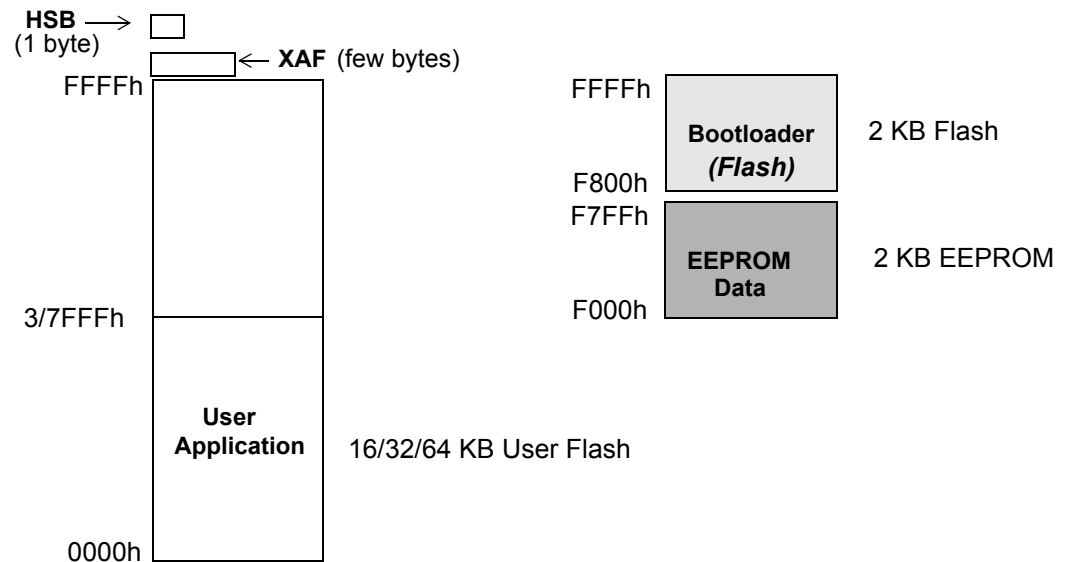 HSB
(1 byte)
XAF (few bytes)
FFFFh
3/7FFFh
User
Application
16/32/64 KB User Flash
0000h
FFFFh
Bootloader
(Flash)
2 KB Flash
F800h
F7FFh
EEPROM
Data
2 KB EEPROM
F000h